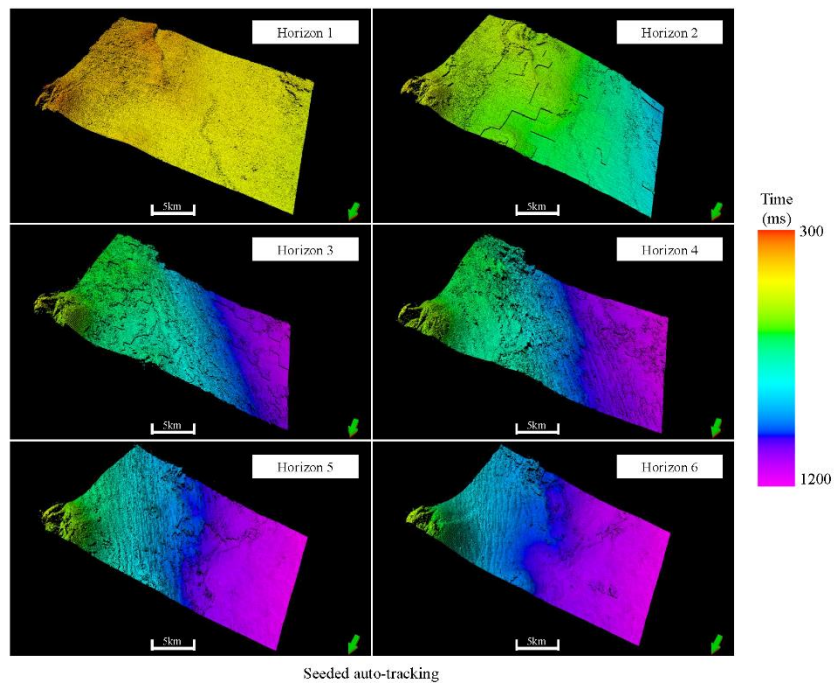 Horizon 1
Horizon 2
5km
5km
Horizon 3
Horizon 4
5km
5km
Horizon 5
Horizon 6
5km
5km
Time
(ms)
300
1200
Seeded auto-tracking